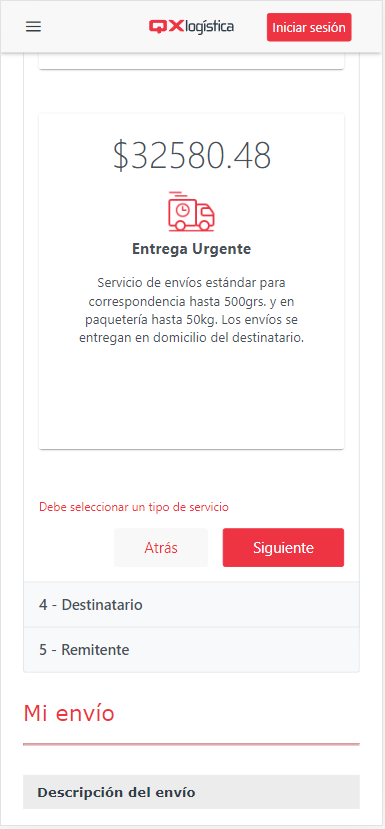 QX logística
Iniciar sesión
$32580.48
Entrega Urgente
Servicio de envíos estándar para
correspondencia hasta 500grs. y en
paquetería hasta 50kg. Los envíos se
entregan en domicilio del destinatario.
Debe seleccionar un tipo de servicio
Atrás
Siguiente
4 - Destinatario
5 - Remitente
Mi envío
Descripción del envío